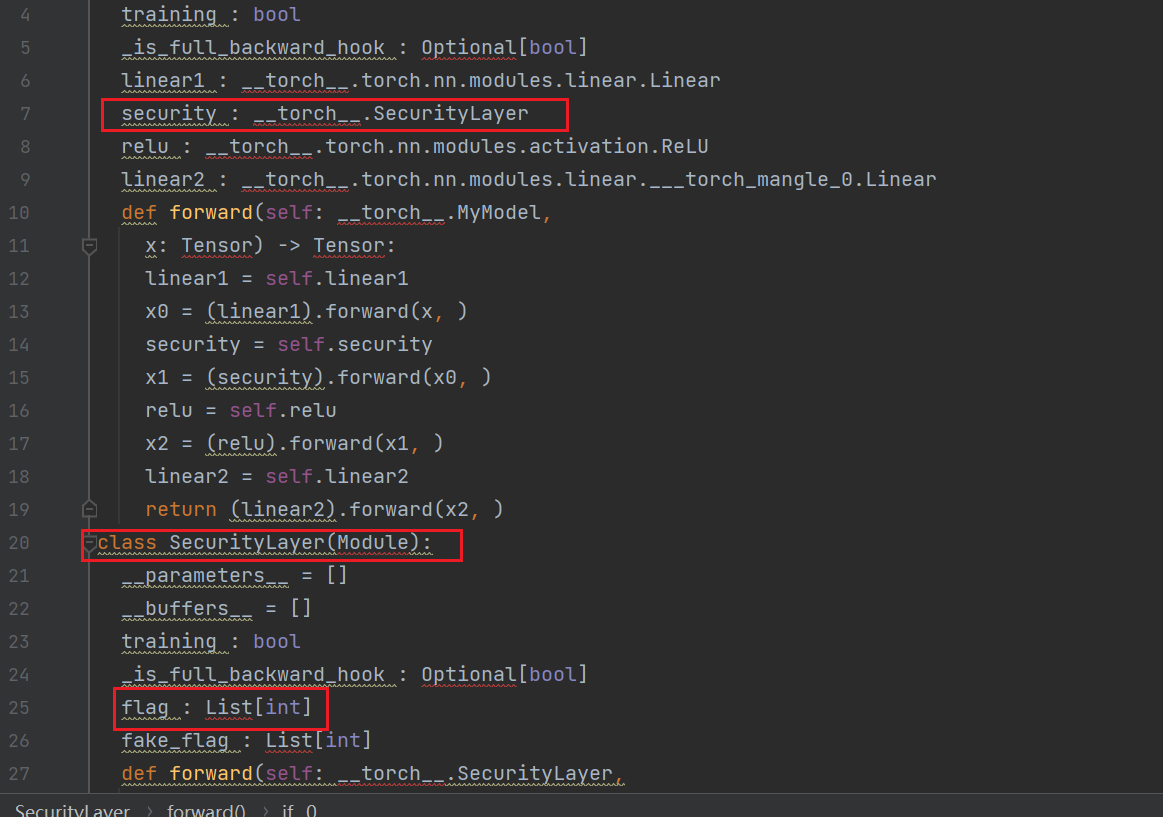 4 training : bool
5 _is_full_backward_hook : Optional[bool]
6 linear1 : __torch__.torch.nn.modules.linear.Linear
7 security : __torch__.SecurityLayer
8 relu : __torch__.torch.nn.modules.activation.ReLU
9 linear2 : __torch__.torch.nn.modules.linear.___torch_mangle_0.Linear
10 def forward(self: __torch__.MyModel,
11 x: Tensor) -> Tensor:
12 linear1 = self.linear1
13 x0 = (linear1).forward(x, )
14 security = self.security
15 x1 = (security).forward(x0, )
16 relu = self.relu
17 x2 = (relu).forward(x1, )
18 linear2 = self.linear2
19 return (linear2).forward(x2, )
20 class SecurityLayer(Module):
21 __parameters__ = []
22 __buffers__ = []
23 training : bool
24 _is_full_backward_hook : Optional[bool]
25 flag : List[int]
26 fake_flag : List[int]
27 def forward(self: __torch__.SecurityLayer,
SecurityLayer › forward() › if _0